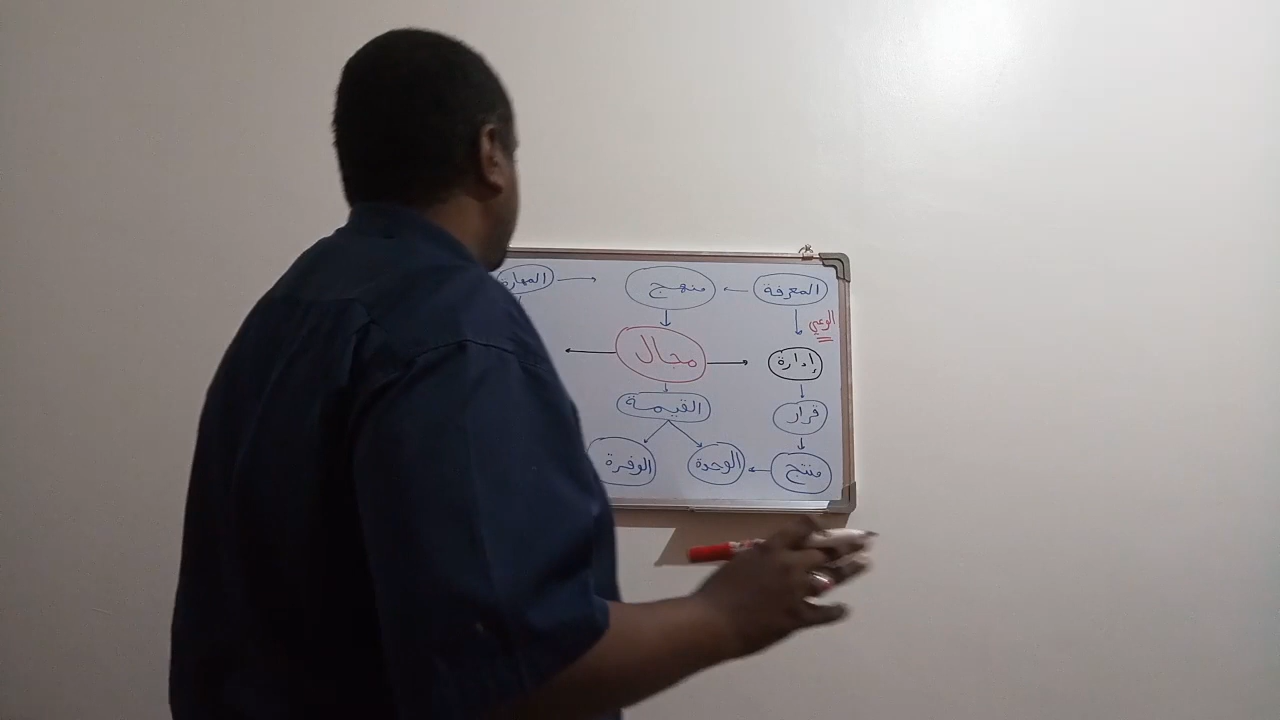 المعرفة منهج المهارة
الوعي
إدارة مجال
قرار القيمة
منتج الوحدة الوفرة